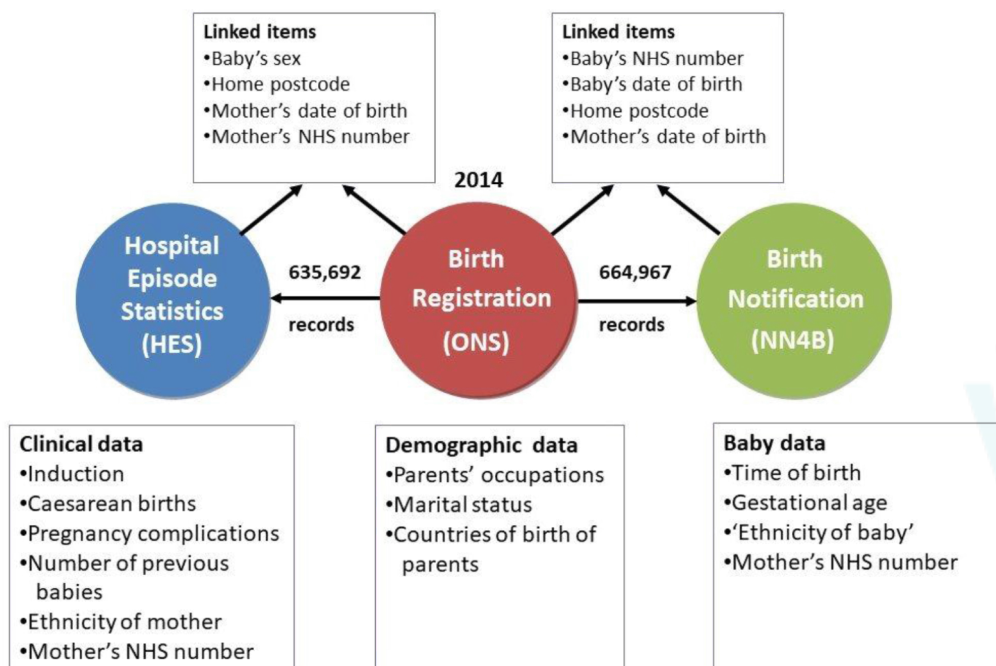 Linked items
•Baby's sex
•Home postcode
•Mother's date of birth
•Mother's NHS number
Linked items
•Baby's NHS number
•Baby's date of birth
•Home postcode
•Mother's date of birth
2014
Hospital
Episode
Statistics
(HES)
635,692
records
Birth
Registration
(ONS)
664,967
records
Birth
Notification
(NN4B)
Clinical data
•Induction
•Caesarean births
•Pregnancy complications
•Number of previous
babies
•Ethnicity of mother
•Mother's NHS number
Demographic data
•Parents' occupations
•Marital status
•Countries of birth of
parents
Baby data
•Time of birth
•Gestational age
•'Ethnicity of baby'
•Mother's NHS number